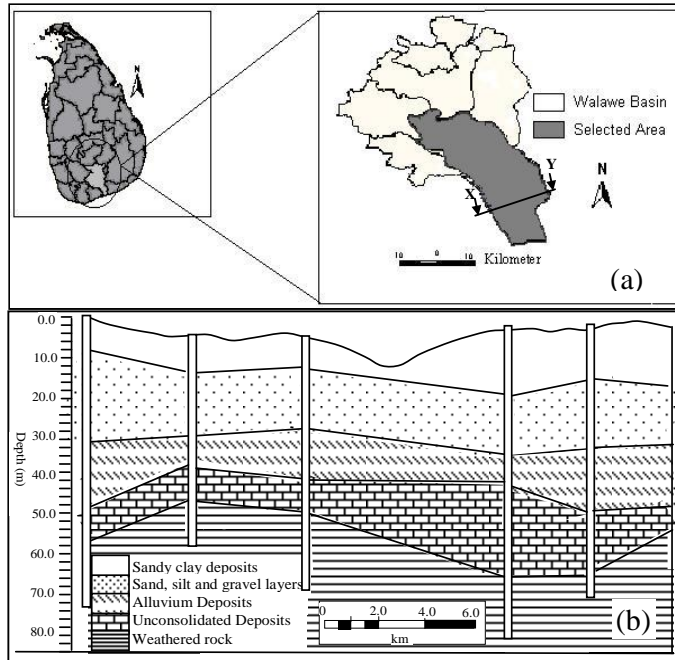 N
Walawe Basin
Selected Area
Y
X
N
10 0 10
Kilometer
(a)
0.0
10.0
20.0
30.0
40.0
50.0
60.0
70.0
80.0
Depth (m)
Sandy clay deposits
Sand, silt and gravel layers
Alluvium Deposits
Unconsolidated Deposits
Weathered rock
0 2.0 4.0 6.0
km
(b)